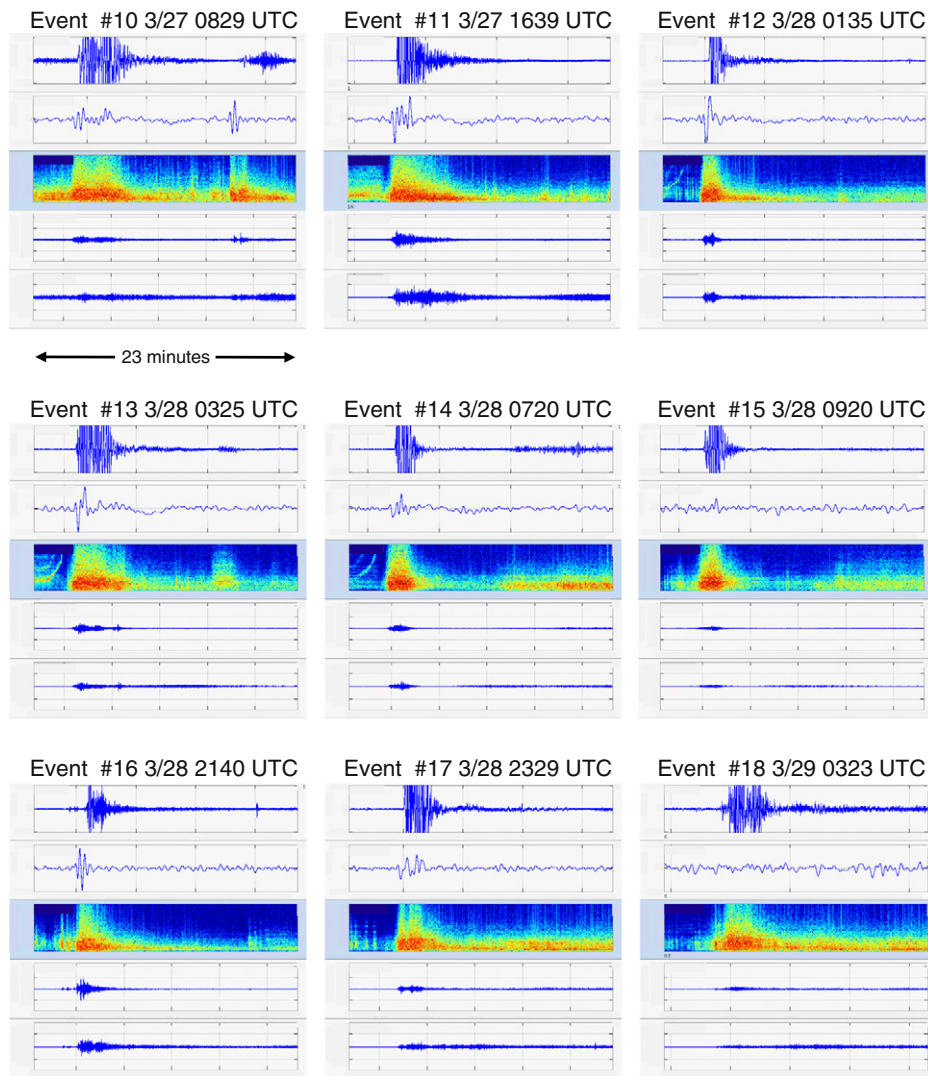 Event #10 3/27 0829 UTC
Event #11 3/27 1639 UTC
Event #12 3/28 0135 UTC
23 minutes
Event #13 3/28 0325 UTC
Event #14 3/28 0720 UTC
Event #15 3/28 0920 UTC
Event #16 3/28 2140 UTC
Event #17 3/28 2329 UTC
Event #18 3/29 0323 UTC